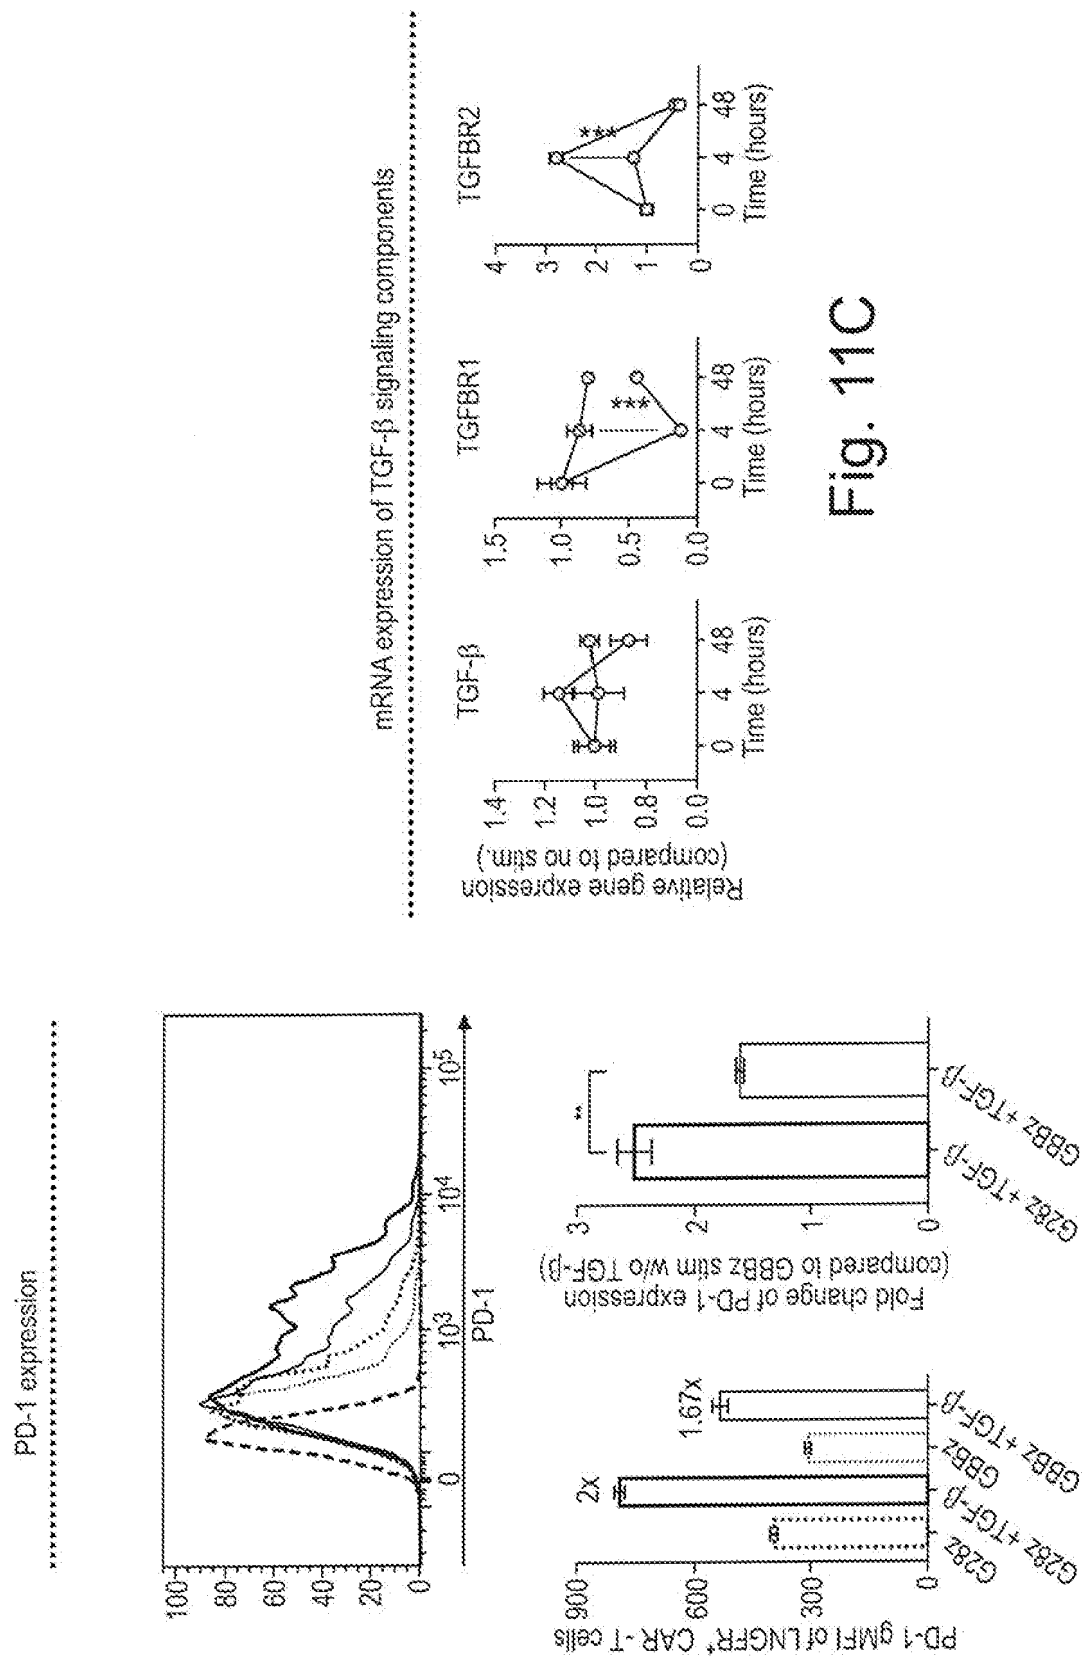 PD-1 expression
100
80
60
40
20
0
0
10³
10⁴
10⁵
PD-1
PD-1 gMFI of LNGFR⁺ CAR -T cells
900
600
300
0
2x
1.67x
G28z
G28z + TGF-β
GBBz
GBBz + TGF-β
Fold change of PD-1 expression
(compared to GBBz stim w/o TGF-β)
3
2
1
0
**
G28z + TGF-β
GBBz + TGF-β
mRNA expression of TGF-β signaling components
Relative gene expression
(compared to no stim.)
TGF-β
1.4
1.2
1.0
0.8
0.0
0 4 48
Time (hours)
TGFBR1
1.5
1.0
0.5
0.0
***
0 4 48
Time (hours)
TGFBR2
4
3
2
1
0
***
0 4 48
Time (hours)
Fig. 11C